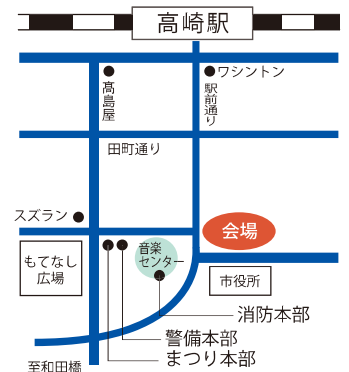 高崎駅
ワシントン
髙島屋
駅前通り
田町通り
スズラン
会場
もてなし
広場
音楽
センター
市役所
消防本部
警備本部
まつり本部
至和田橋